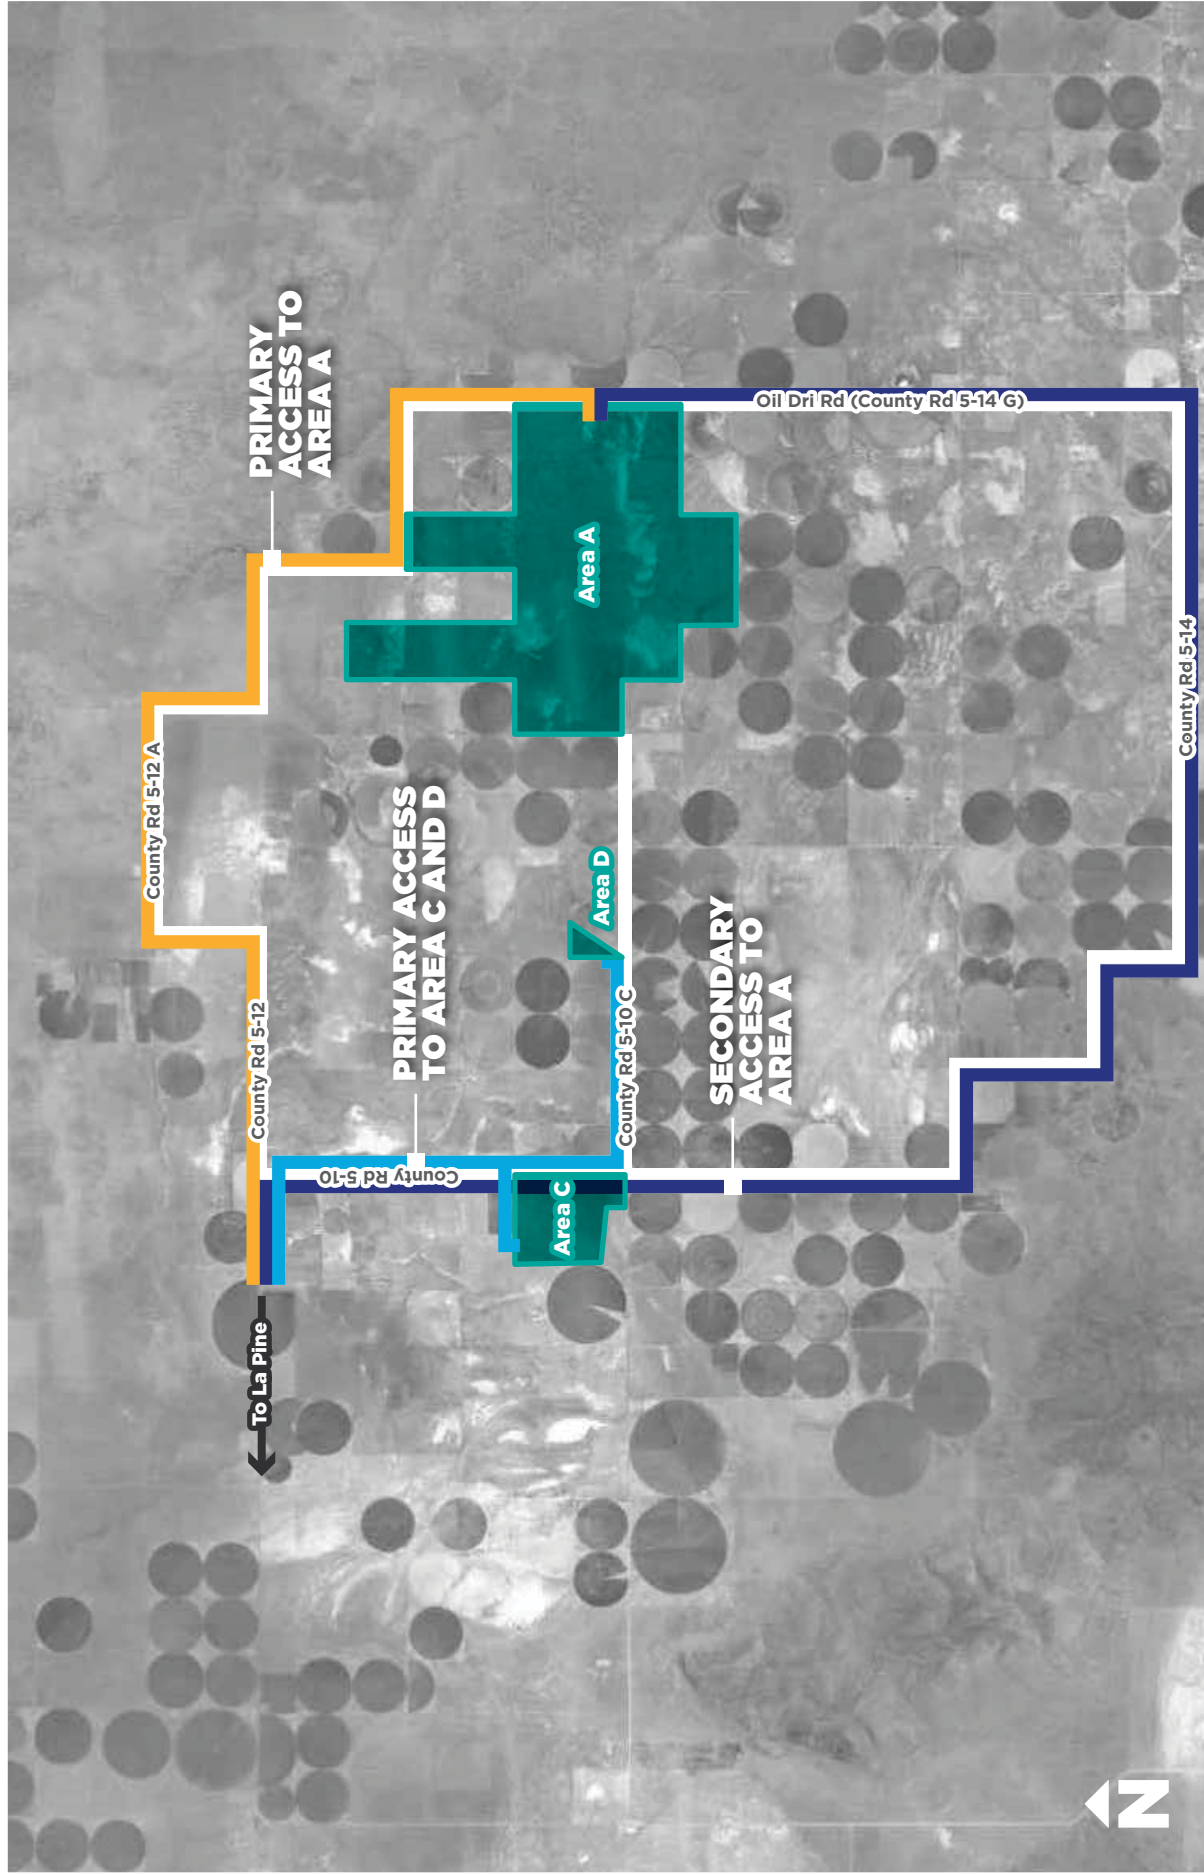 PRIMARY
ACCESS TO
AREA A
Oil Dri Rd (County Rd 5-14 G)
Area A
County Rd 5-14
County Rd 5-12 A
PRIMARY ACCESS
TO AREA C AND D
Area D
SECONDARY
ACCESS TO
AREA A
County Rd 5-12
County Rd 5-10 C
County Rd 5-10
Area C
To La Pine
N